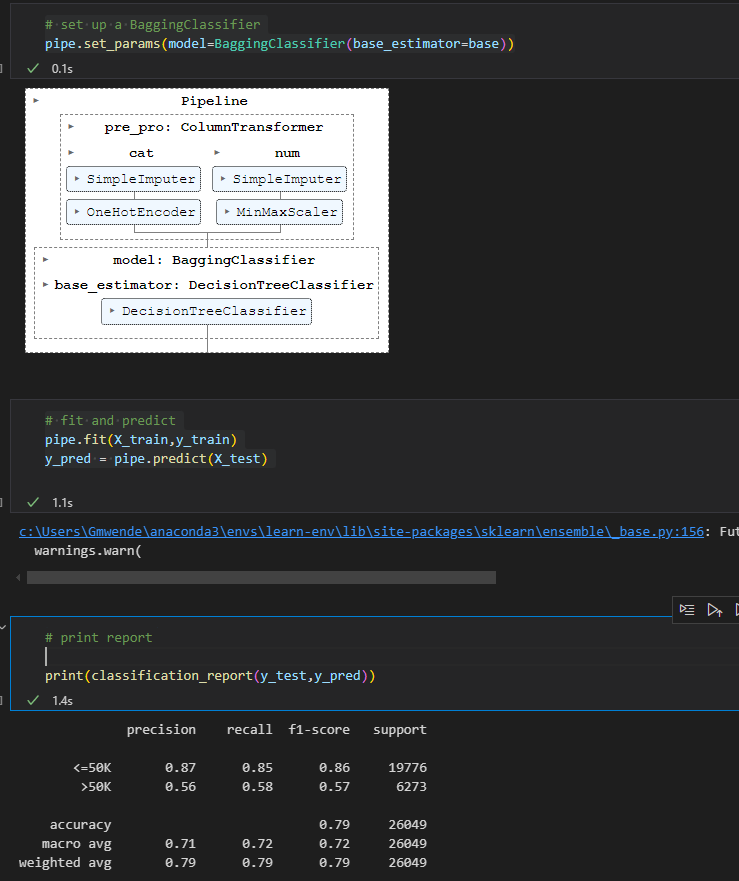 # set up a BaggingClassifier
pipe.set_params(model=BaggingClassifier(base_estimator=base))
0.1s
Pipeline
pre_pro: ColumnTransformer
cat num
SimpleImputer SimpleImputer
OneHotEncoder MinMaxScaler
model: BaggingClassifier
base_estimator: DecisionTreeClassifier
DecisionTreeClassifier
# fit and predict
pipe.fit(X_train,y_train)
y_pred = pipe.predict(X_test)
1.1s
c:\Users\Gmwende\anaconda3\envs\learn-env\lib\site-packages\sklearn\ensemble\_base.py:156: Fut
warnings.warn(
# print report
print(classification_report(y_test,y_pred))
1.4s
precision recall f1-score support
<=50K 0.87 0.85 0.86 19776
>50K 0.56 0.58 0.57 6273
accuracy 0.79 26049
macro avg 0.71 0.72 0.72 26049
weighted avg 0.79 0.79 0.79 26049